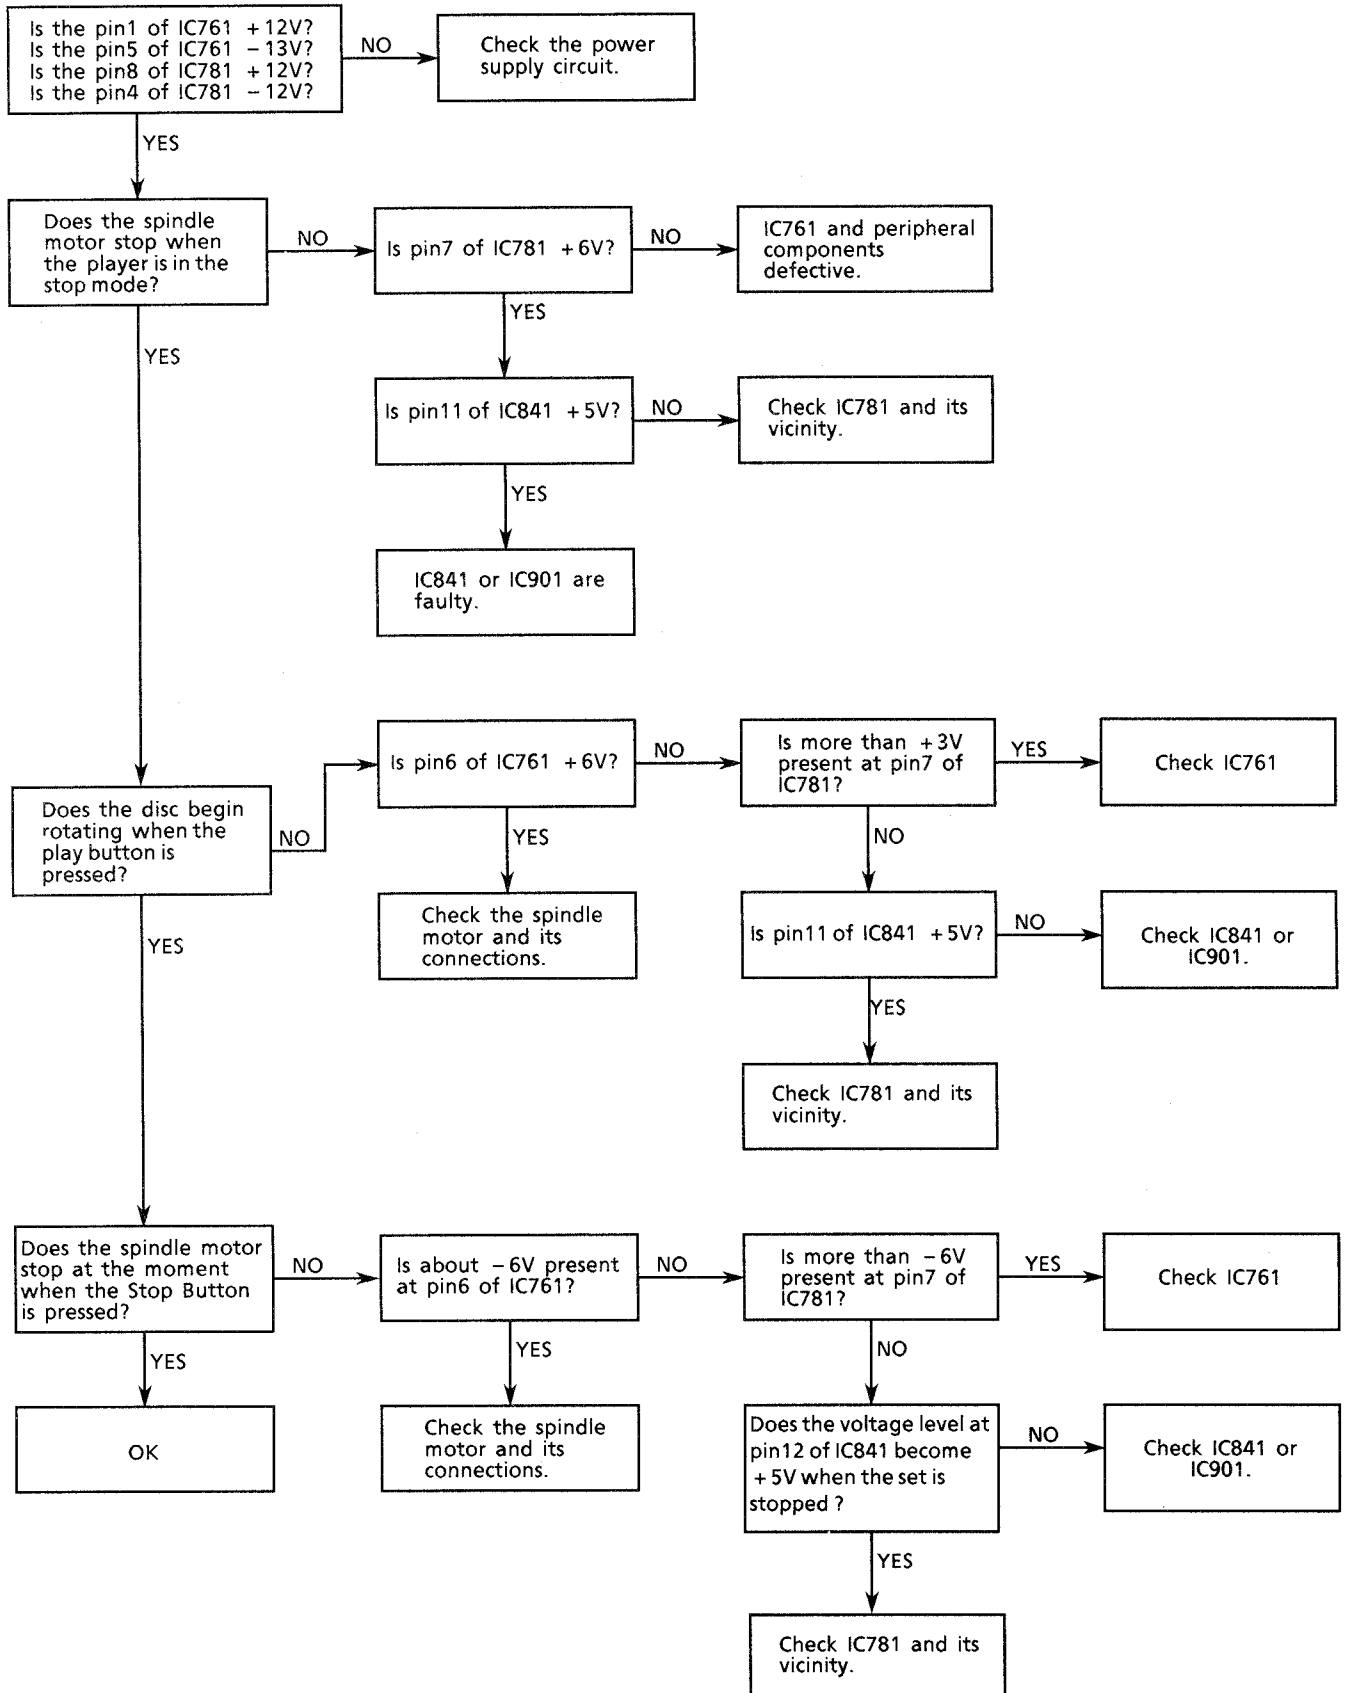 Is the pin1 of IC761 +12V?
Is the pin5 of IC761 −13V?
Is the pin8 of IC781 +12V?
Is the pin4 of IC781 −12V?
NO
Check the power
supply circuit.
YES
Does the spindle
motor stop when
the player is in the
stop mode?
NO
Is pin7 of IC781 +6V?
NO
IC761 and peripheral
components
defective.
YES
YES
Is pin11 of IC841 +5V?
NO
Check IC781 and its
vicinity.
YES
IC841 or IC901 are
faulty.
Does the disc begin
rotating when the
play button is
pressed?
NO
Is pin6 of IC761 +6V?
NO
Is more than +3V
present at pin7 of
IC781?
YES
Check IC761
YES
NO
Check the spindle
motor and its
connections.
Is pin11 of IC841 +5V?
NO
Check IC841 or
IC901.
YES
YES
Check IC781 and its
vicinity.
Does the spindle motor
stop at the moment
when the Stop Button
is pressed?
NO
Is about −6V present
at pin6 of IC761?
NO
Is more than −6V
present at pin7 of
IC781?
YES
Check IC761
YES
YES
NO
OK
Check the spindle
motor and its
connections.
Does the voltage level at
pin12 of IC841 become
+5V when the set is
stopped ?
NO
Check IC841 or
IC901.
YES
Check IC781 and its
vicinity.